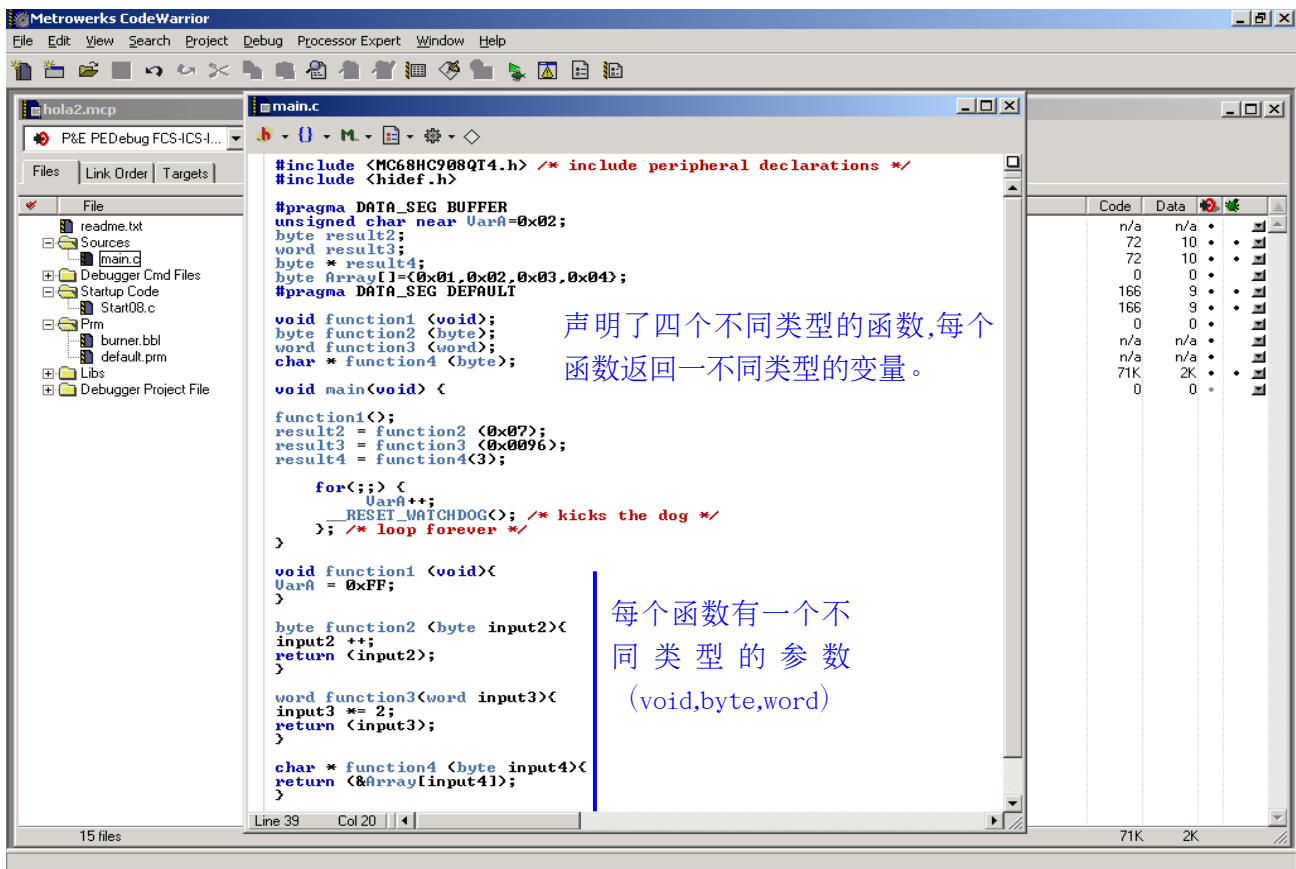 Metrowerks CodeWarrior
File Edit View Search Project Debug Processor Expert Window Help
hola2.mcp
P&E PEDebug FCS-ICS-I...
Files Link Order Targets
File
readme.txt
Sources
main.c
Debugger Cmd Files
Startup Code
Start08.c
Prm
burner.bbl
default.prm
Libs
Debugger Project File
15 files
main.c
#include <MC68HC908QT4.h> /* include peripheral declarations */
#include <hidef.h>
#pragma DATA_SEG BUFFER
unsigned char near VarA=0x02;
byte result2;
word result3;
byte * result4;
byte Array[]={0x01,0x02,0x03,0x04};
#pragma DATA_SEG DEFAULT
void function1 (void);
byte function2 (byte);
word function3 (word);
char * function4 (byte);
声明了四个不同类型的函数,每个
函数返回一不同类型的变量。
void main(void) {
function1();
result2 = function2 (0x07);
result3 = function3 (0x0096);
result4 = function4(3);
for(;;) {
VarA++;
__RESET_WATCHDOG(); /* kicks the dog */
}; /* loop forever */
}
void function1 (void){
VarA = 0xFF;
}
byte function2 (byte input2){
input2 ++;
return (input2);
}
word function3(word input3){
input3 *= 2;
return (input3);
}
char * function4 (byte input4){
return (&Array[input4]);
}
每个函数有一个不
同类型的参数
(void,byte,word)
Line 39 Col 20
Code Data
n/a n/a
72 10
72 10
0 0
166 9
166 9
0 0
n/a n/a
n/a n/a
71K 2K
0 0
71K 2K